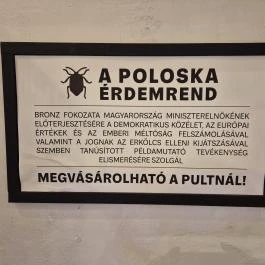 A POLOSKA
ÉRDEMREND
BRONZ FOKOZATA MAGYARORSZÁG MINISZTERELNÖKÉNEK
ELŐTERJESZTÉSÉRE A DEMOKRATIKUS KÖZÉLET, AZ EURÓPAI
ÉRTÉKEK ÉS AZ EMBERI MÉLTÓSÁG FELSZÁMOLÁSÁVAL
VALAMINT A JOGNAK AZ ERKÖLCS ELLENI KIJÁTSZÁSÁVAL
SZEMBEN TANÚSÍTOTT PÉLDAMUTATÓ TEVÉKENYSÉG
ELISMERÉSÉRE SZOLGÁL
MEGVÁSÁROLHATÓ A PULTNÁL!